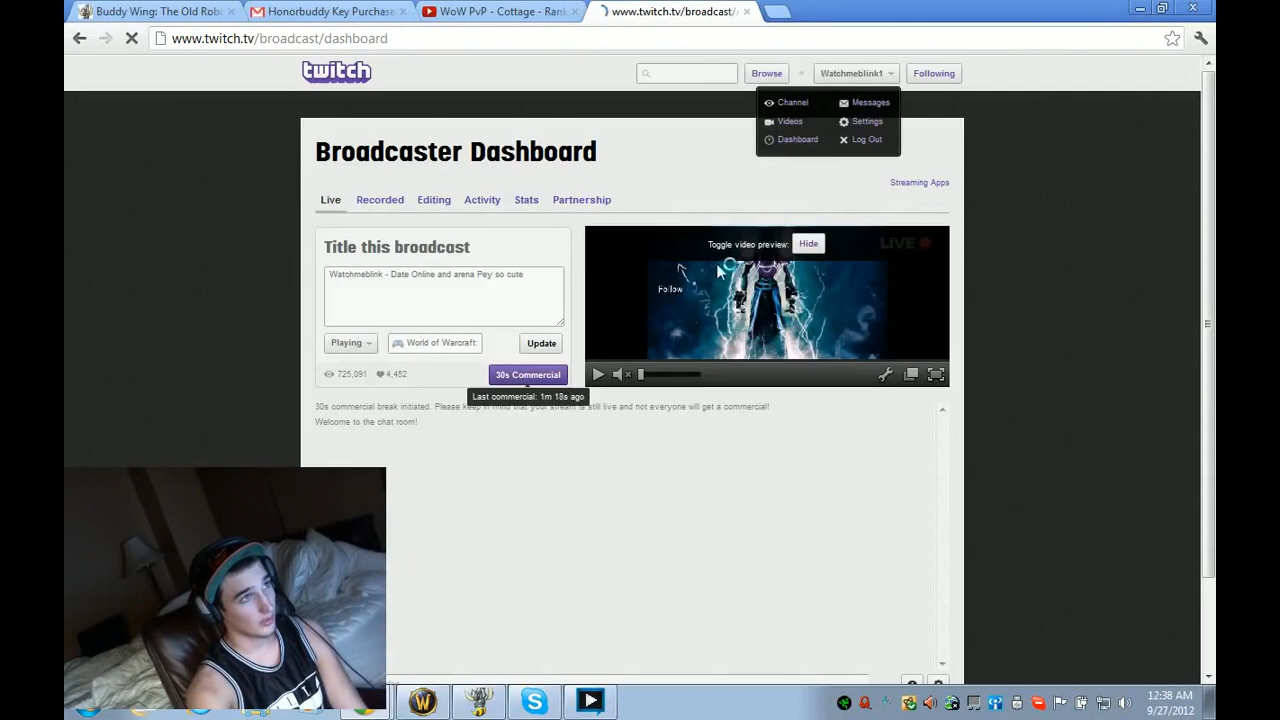 Buddy Wing: The Old Rob
Honorbuddy Key Purchase
WoW PvP - Cottage - Rank
www.twitch.tv/broadcast/
www.twitch.tv/broadcast/dashboard
twitch
Browse
Watchmeblink1
Following
Channel
Messages
Videos
Settings
Dashboard
Log Out
Broadcaster Dashboard
Streaming Apps
Live Recorded Editing Activity Stats Partnership
Title this broadcast
Watchmeblink - Date Online and arena Pey so cute
Toggle video preview: Hide
LIVE
Follow
Playing
World of Warcraft:
Update
725,091
4,452
30s Commercial
Last commercial: 1m 18s ago
30s commercial break initiated. Please keep in mind that your stream is still live and not everyone will get a commercial!
Welcome to the chat room!
12:38 AM
9/27/2012